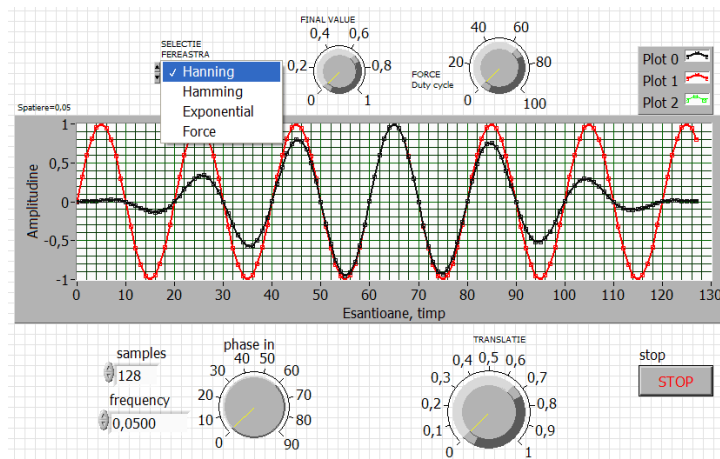 FINAL VALUE
0,4 0,6
0,2 0,8
0 1
SELECTIE
FEREASTRA
✓ Hanning
Hamming
Exponential
Force
40 60
20 80
0 100
FORCE
Duty cycle
Plot 0
Plot 1
Plot 2
Spatiere=0,05
Amplitudine
1
0,5
0
-0,5
-1
0 10 20 30 40 50 60 70 80 90 100 110 120 130
Esantioane, timp
samples
128
frequency
0,0500
phase in
40 50
30 60
20 70
10 80
0 90
TRANSLATIE
0,4 0,5 0,6
0,3 0,7
0,2 0,8
0,1 0,9
0 1
stop
STOP